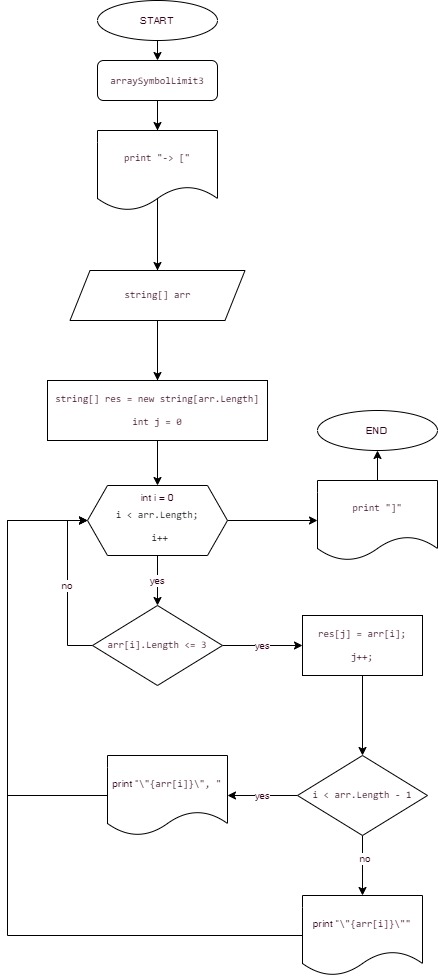 START
arraySymbolLimit3
print "-> ["
string[] arr
string[] res = new string[arr.Length]
int j = 0
END
int i = 0
i < arr.Length;
i++
print "]"
yes
no
arr[i].Length <= 3
yes
res[j] = arr[i];
j++;
print "\"{arr[i]}\", "
yes
i < arr.Length - 1
no
print "\"{arr[i]}\""